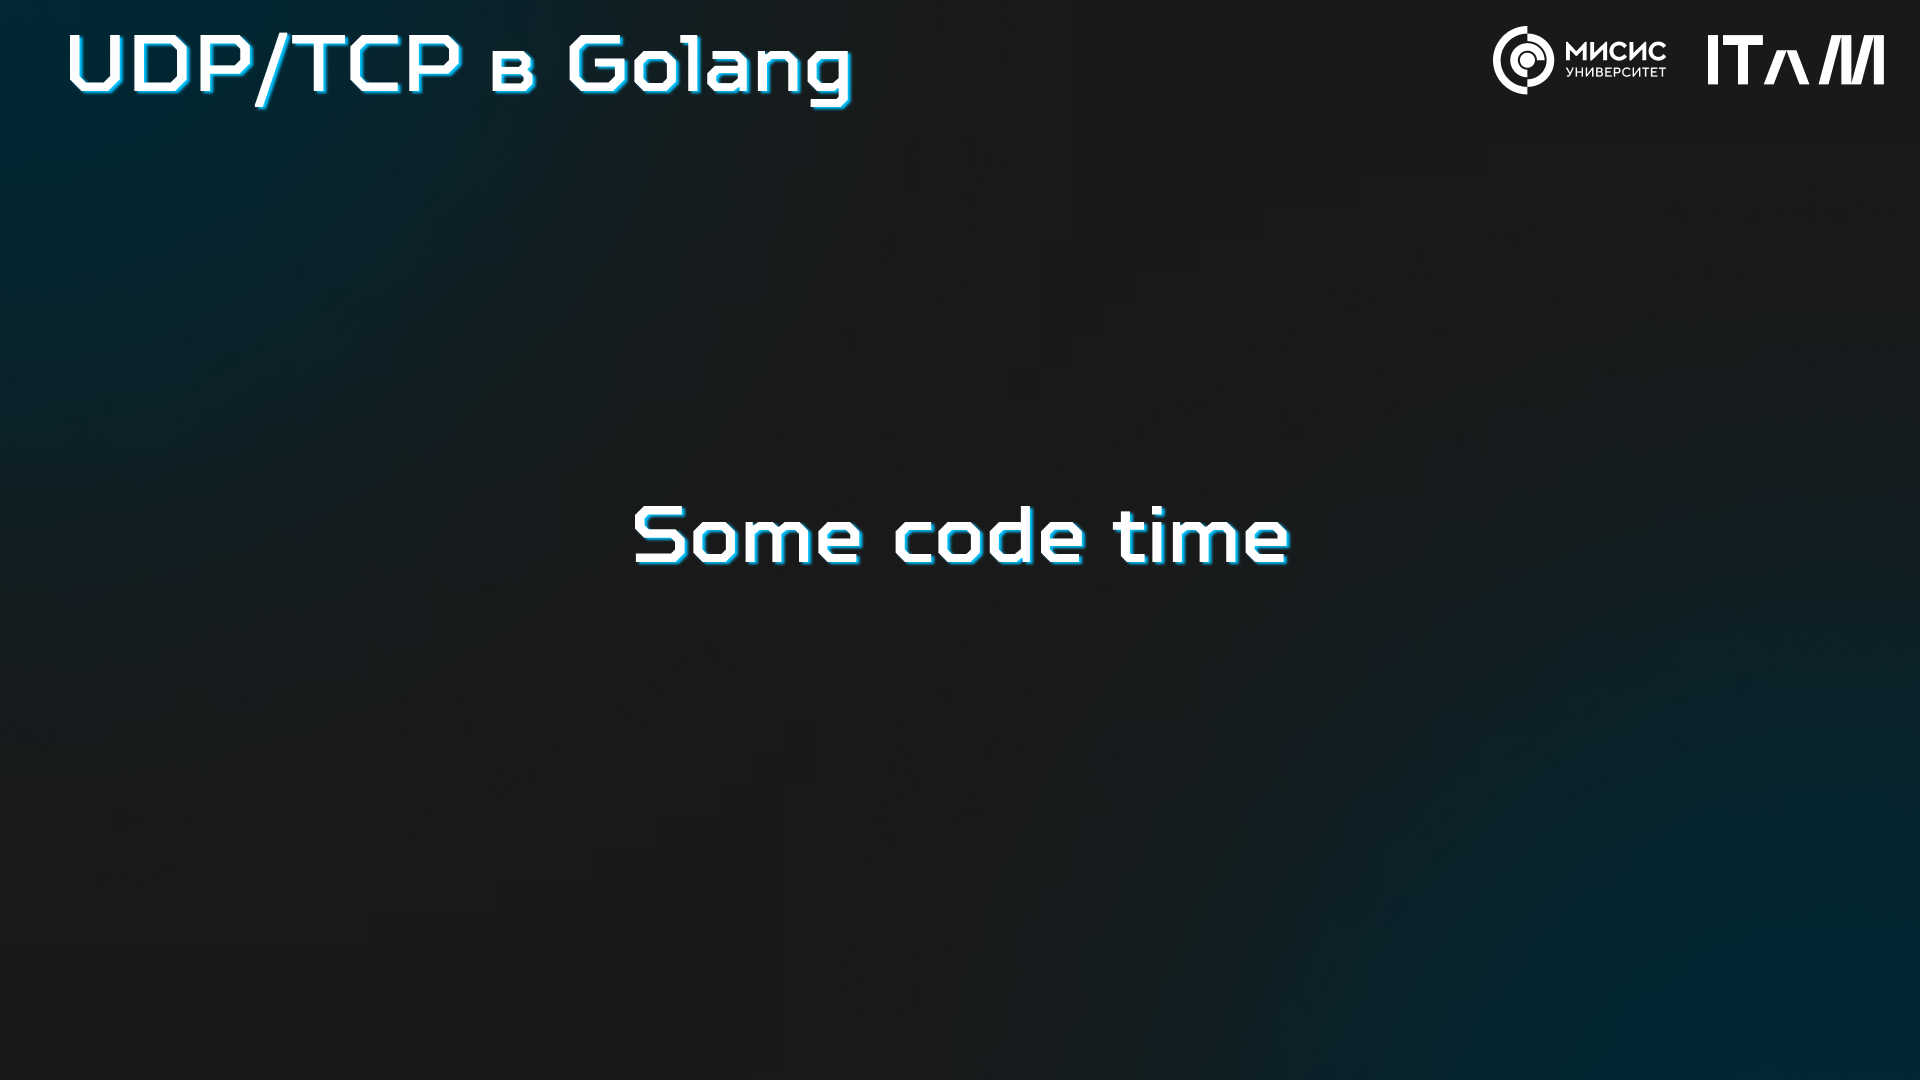 UDP/TCP в Golang
МИСИС
УНИВЕРСИТЕТ
ITAM
Some code time